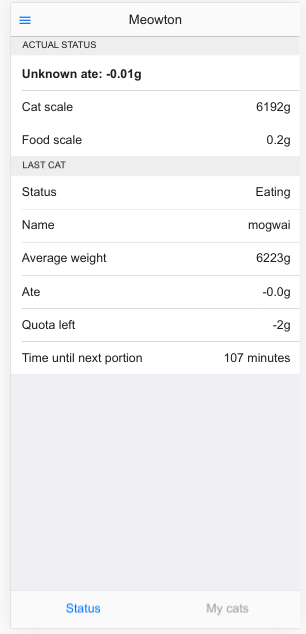 Meowton
ACTUAL STATUS
Unknown ate: -0.01g
Cat scale 6192g
Food scale 0.2g
LAST CAT
Status Eating
Name mogwai
Average weight 6223g
Ate -0.0g
Quota left -2g
Time until next portion 107 minutes
Status My cats